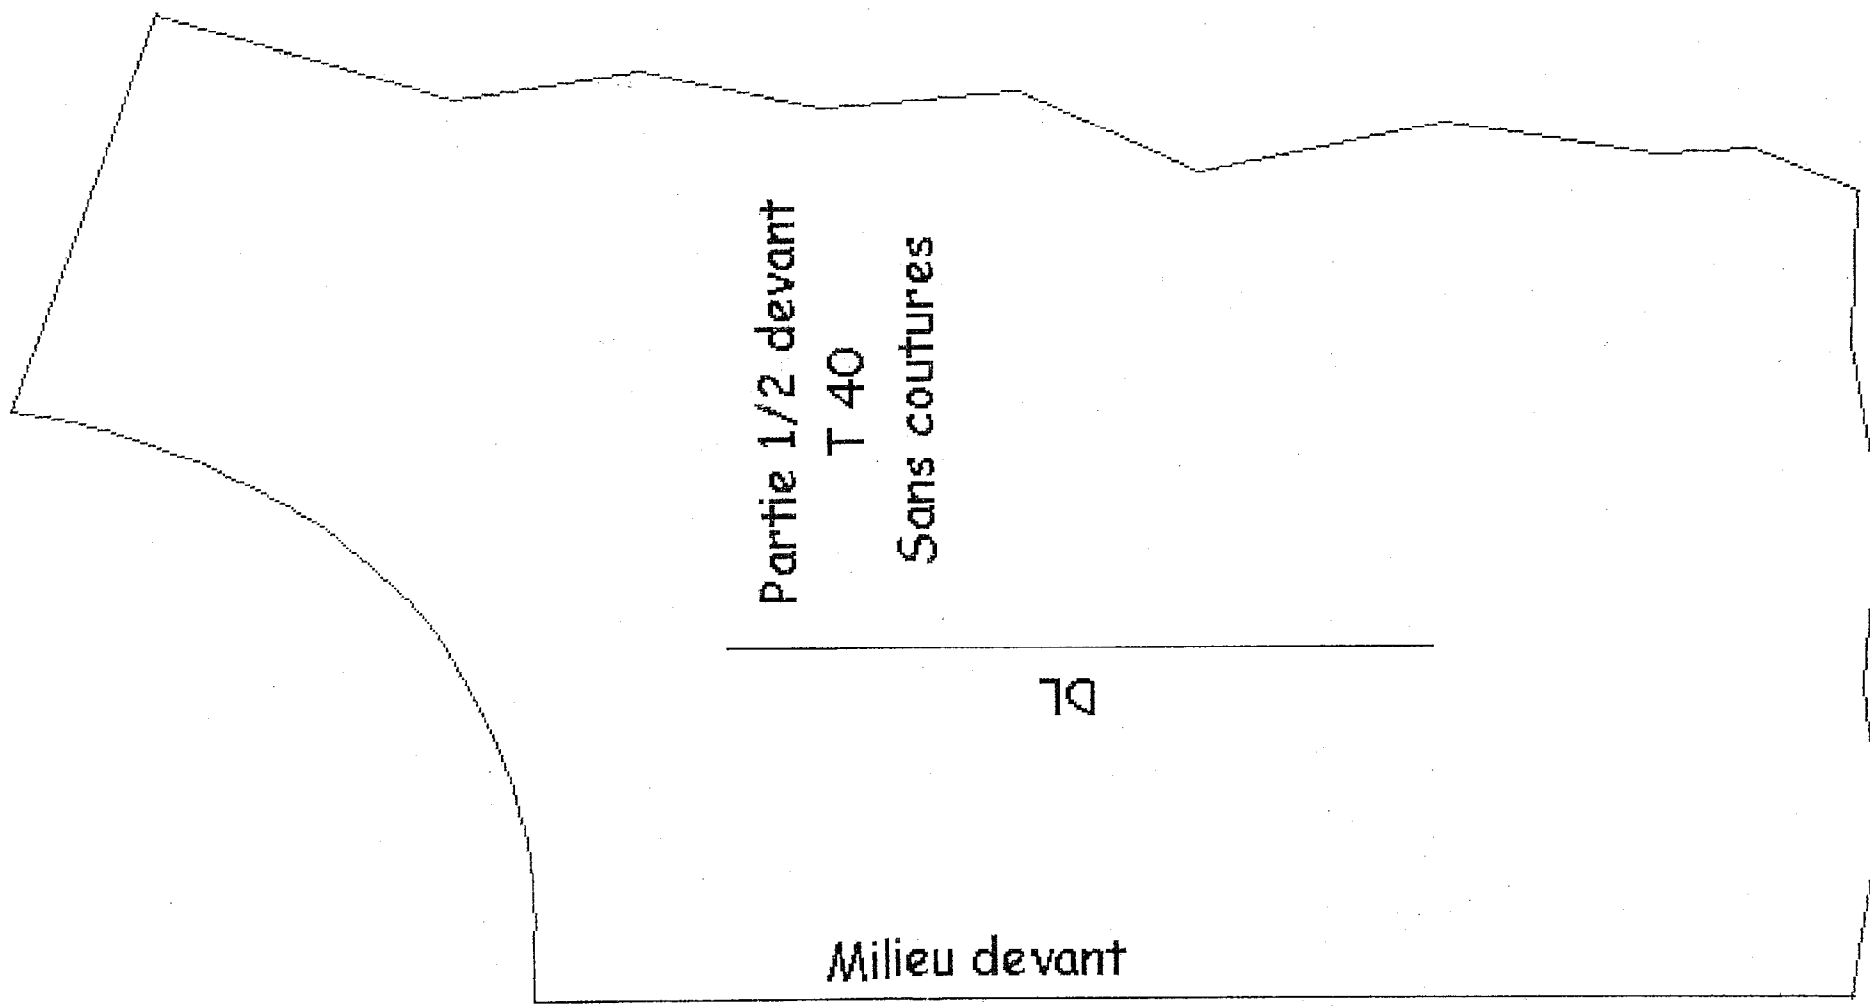 Partie 1/2 devant
T 40
Sans coutures
DL
Milieu devant